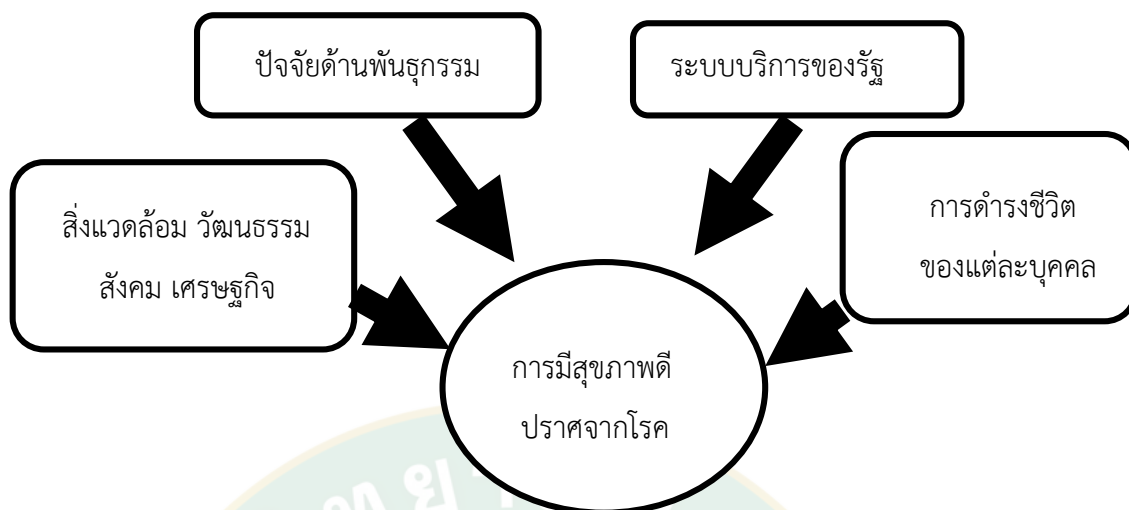 ปัจจัยด้านพันธุกรรม
ระบบบริการของรัฐ
สิ่งแวดล้อม วัฒนธรรม
สังคม เศรษฐกิจ
การดำรงชีวิต
ของแต่ละบุคคล
การมีสุขภาพดี
ปราศจากโรค